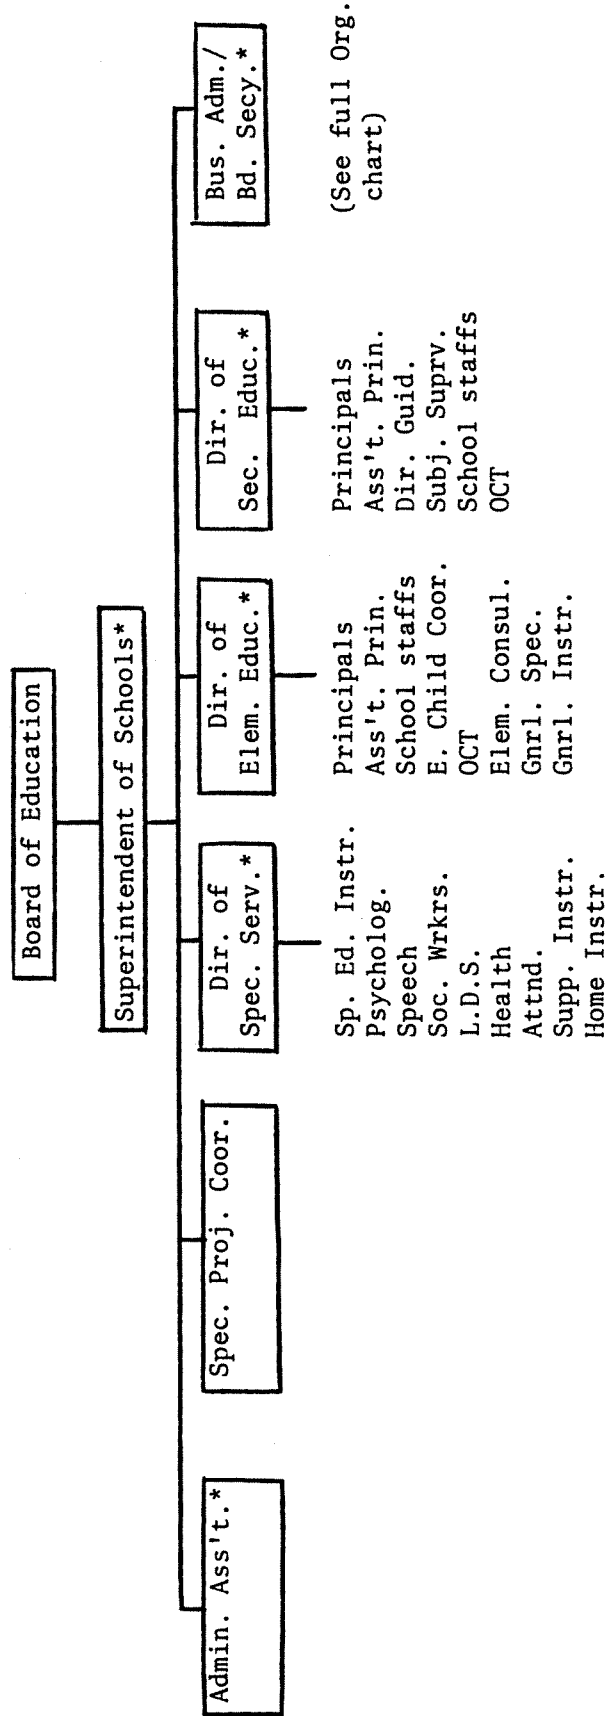 Board of Education
Superintendent of Schools*
Admin. Ass't.*
Spec. Proj. Coor.
Dir. of
Spec. Serv.*
Dir. of
Elem. Educ.*
Dir. of
Sec. Educ.*
Bus. Adm./
Bd. Secy.*
Sp. Ed. Instr.
Psycholog.
Speech
Soc. Wrkrs.
L.D.S.
Health
Attnd.
Supp. Instr.
Home Instr.
Principals
Ass't. Prin.
School staffs
E. Child Coor.
OCT
Elem. Consul.
Gnrl. Spec.
Gnrl. Instr.
Principals
Ass't. Prin.
Dir. Guid.
Subj. Suprv.
School staffs
OCT
(See full Org.
chart)